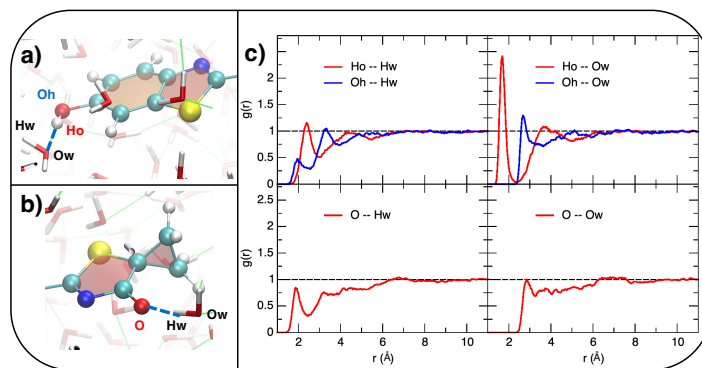 a)
Oh
Hw
Ho
Ow
b)
O
Hw
Ow
c)
g(r)
2.5
2
1.5
1
0.5
0
Ho -- Hw
Oh -- Hw
Ho -- Ow
Oh -- Ow
g(r)
2.5
2
1.5
1
0.5
0
O -- Hw
O -- Ow
2 4 6 8 10
2 4 6 8 10
r (Å)
r (Å)